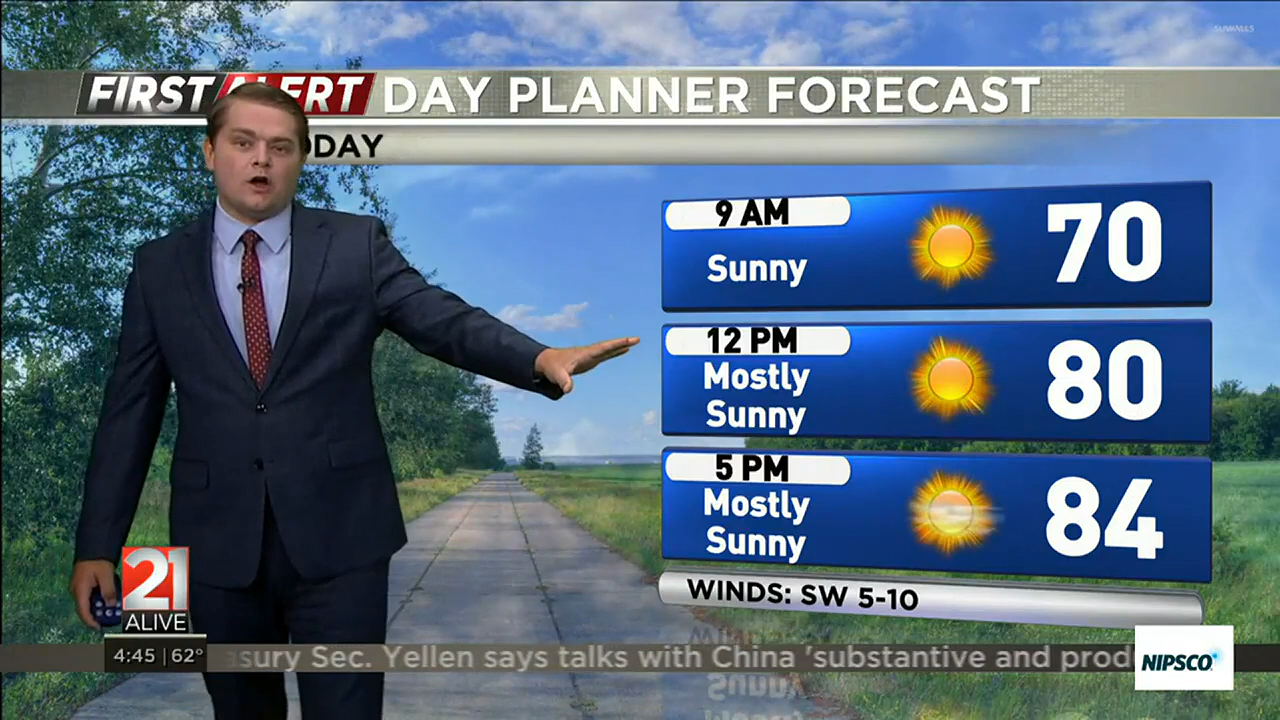 FIRST ALERT DAY PLANNER FORECAST
ODAY
9 AM
Sunny
70
12 PM
Mostly
Sunny
80
5 PM
Mostly
Sunny
84
WINDS: SW 5-10
21
ALIVE
4:45 | 62°
asury Sec. Yellen says talks with China 'substantive and prod
NIPSCO